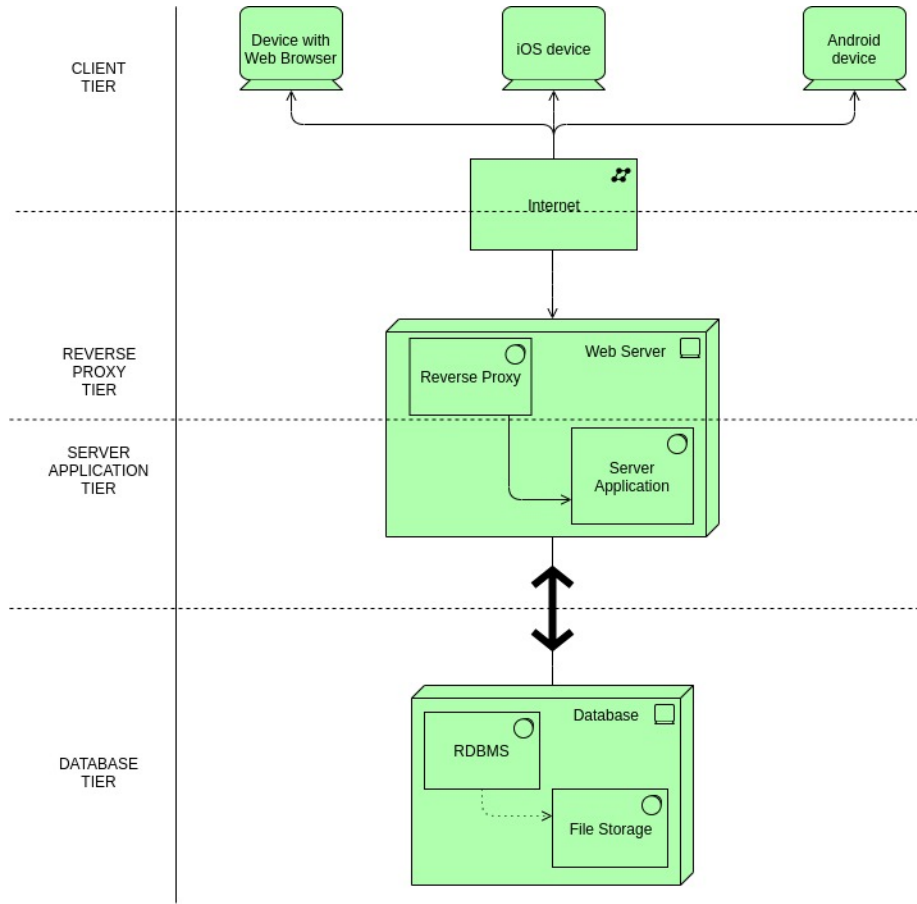 CLIENT
TIER
Device with
Web Browser
iOS device
Android
device
Internet
REVERSE
PROXY
TIER
Web Server
Reverse Proxy
SERVER
APPLICATION
TIER
Server
Application
DATABASE
TIER
Database
RDBMS
File Storage